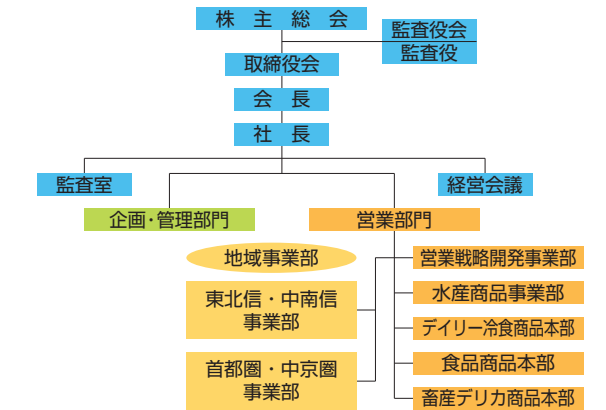 株主総会
監査役会
監査役
取締役会
会長
社長
監査室
経営会議
企画・管理部門
営業部門
地域事業部
営業戦略開発事業部
東北信・中南信
事業部
水産商品事業部
デイリー冷食商品本部
首都圏・中京圏
事業部
食品商品本部
畜産デリカ商品本部